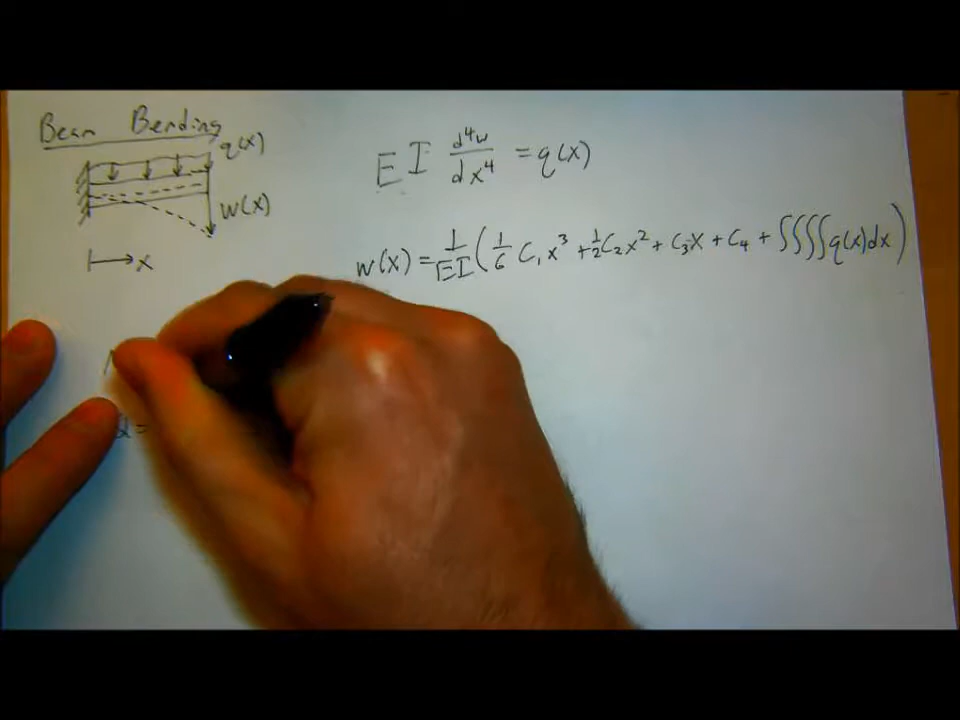 Beam Bending
q(x)
w(x)
x
EI d⁴w/dx⁴ = q(x)
w(x) = 1/EI ( 1/6 C₁x³ + 1/2 C₂x² + C₃x + C₄ + ∫∫∫∫q(x)dx )